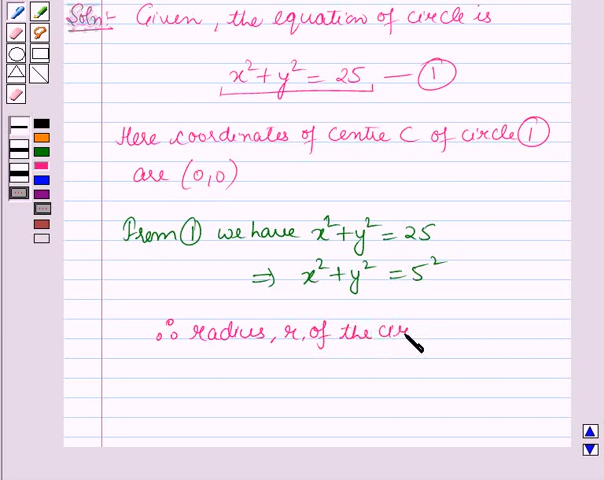 Soln:- Given, the equation of circle is
x² + y² = 25 — ①
Here coordinates of centre C of circle ①
are (0,0)
From ① we have x² + y² = 25
⇒ x² + y² = 5²
∴ radius, r, of the cir